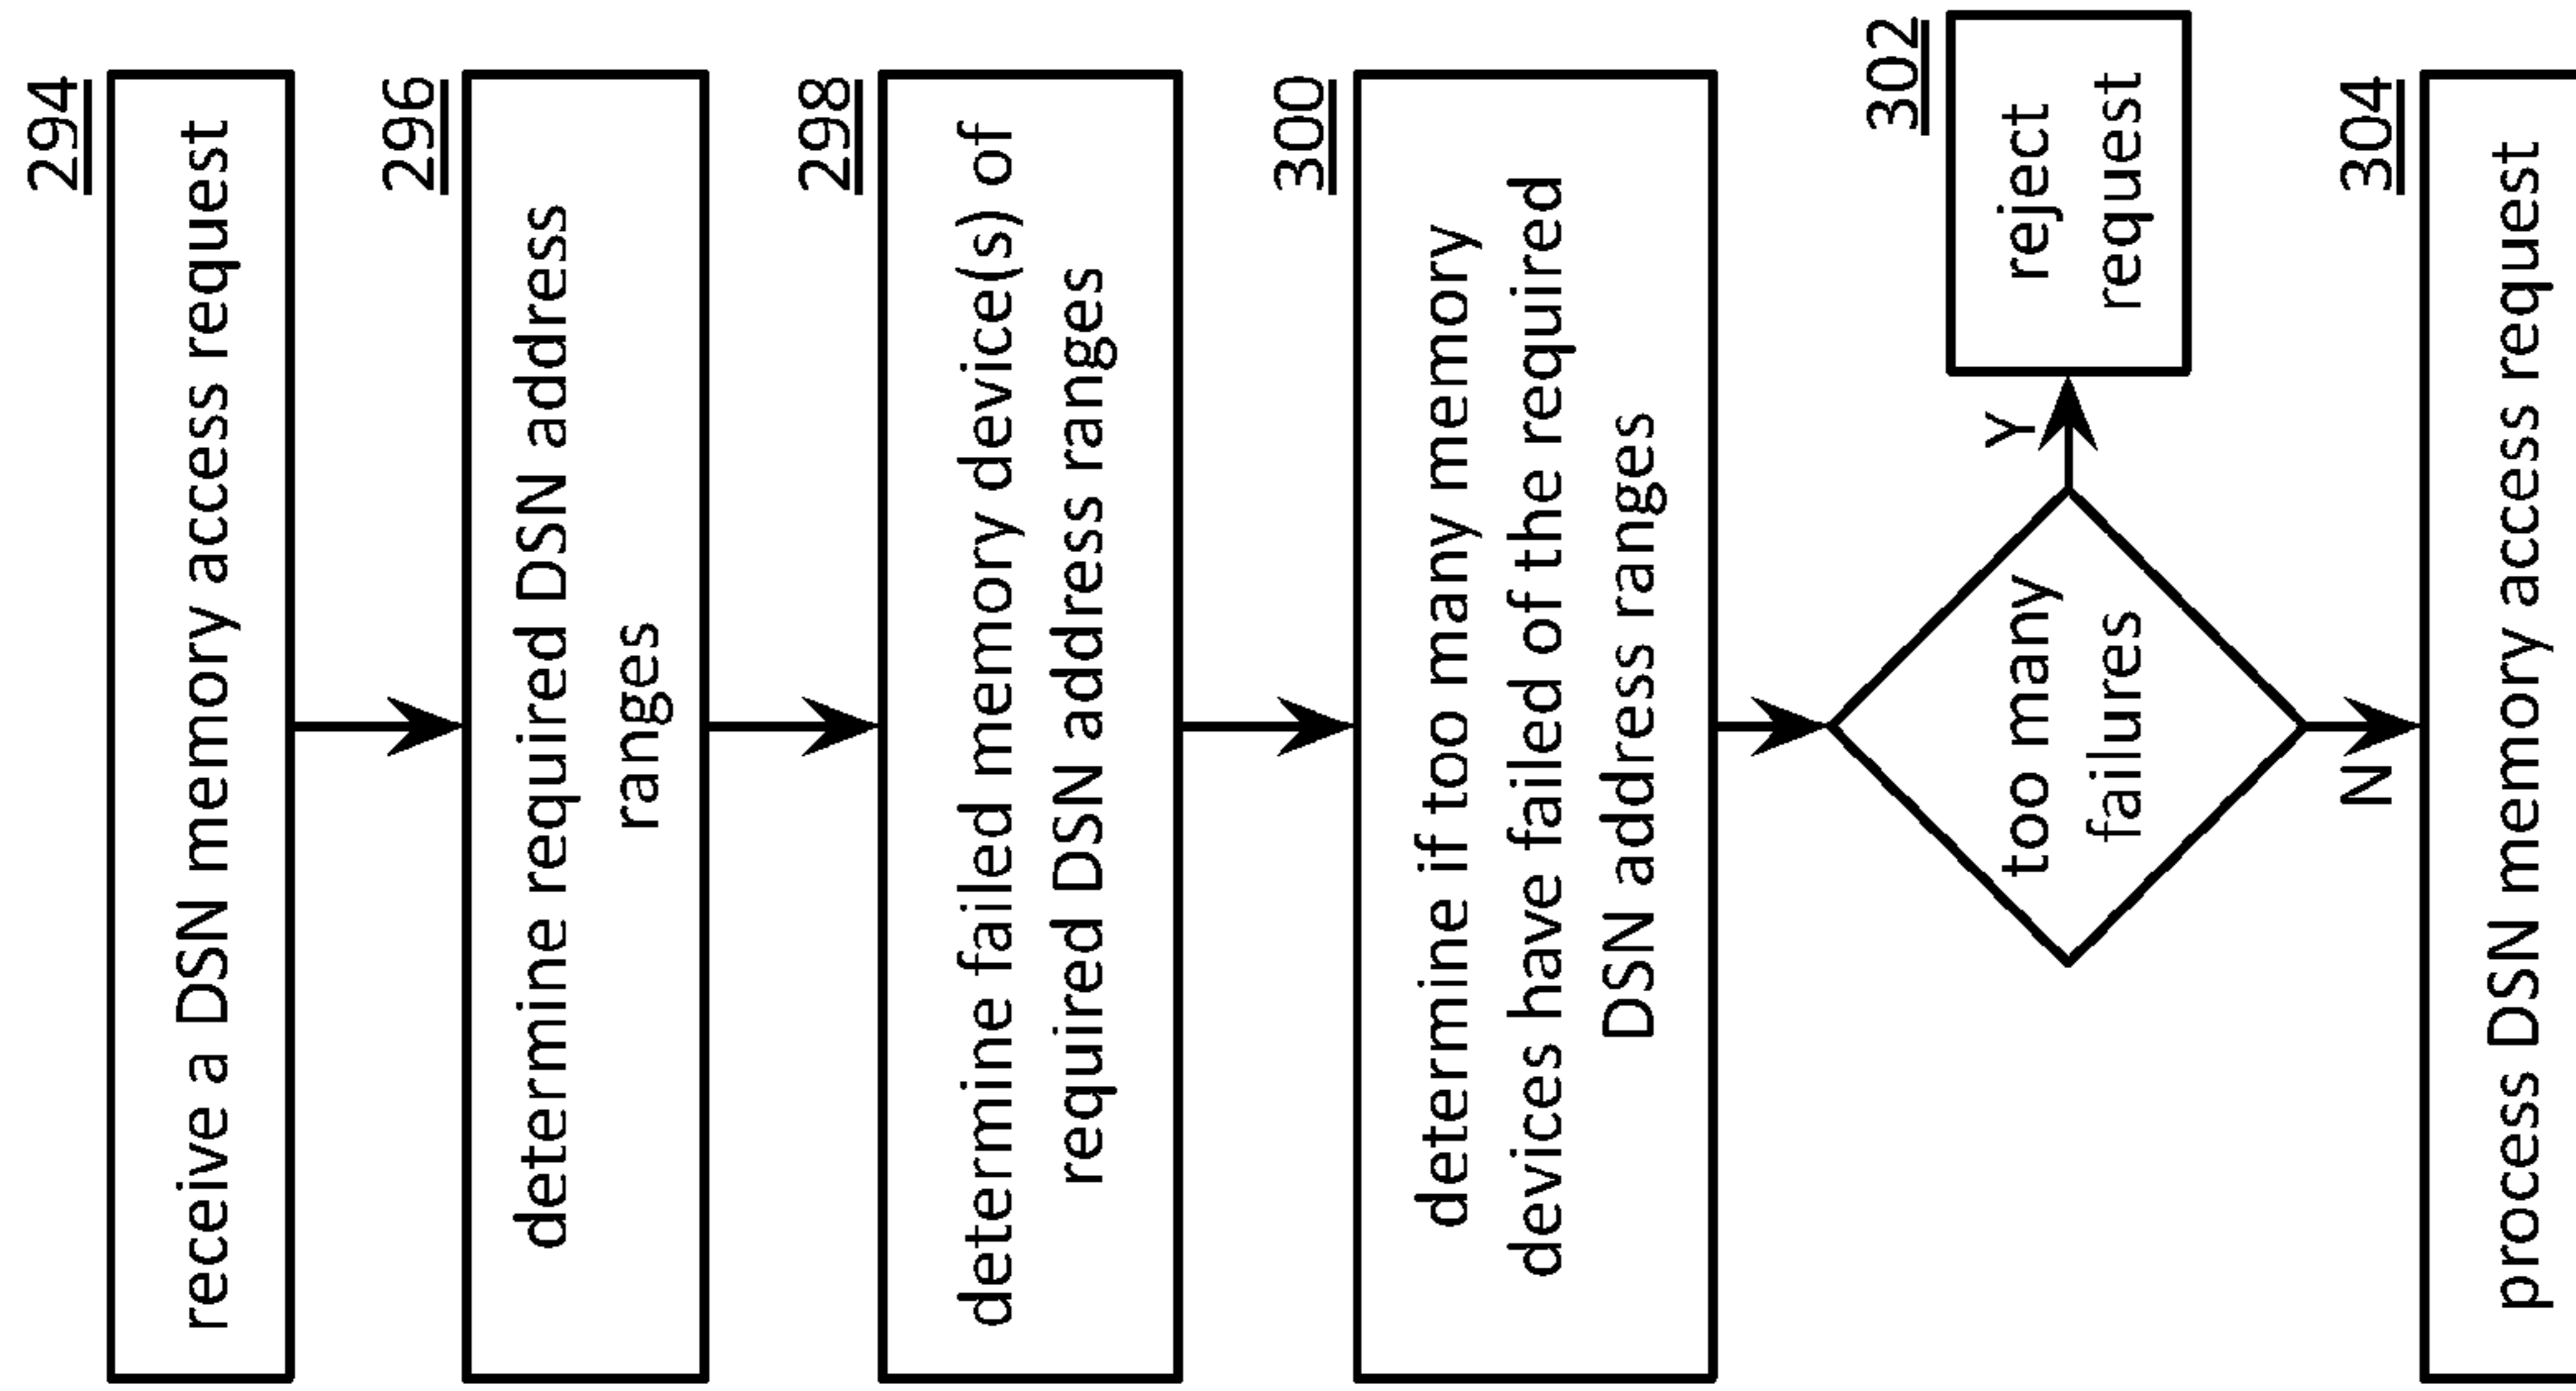 294
receive a DSN memory access request
296
determine required DSN address
ranges
298
determine failed memory device(s) of
required DSN address ranges
300
determine if too many memory
devices have failed of the required
DSN address ranges
too many
failures
Y
302
reject
request
N
304
process DSN memory access request